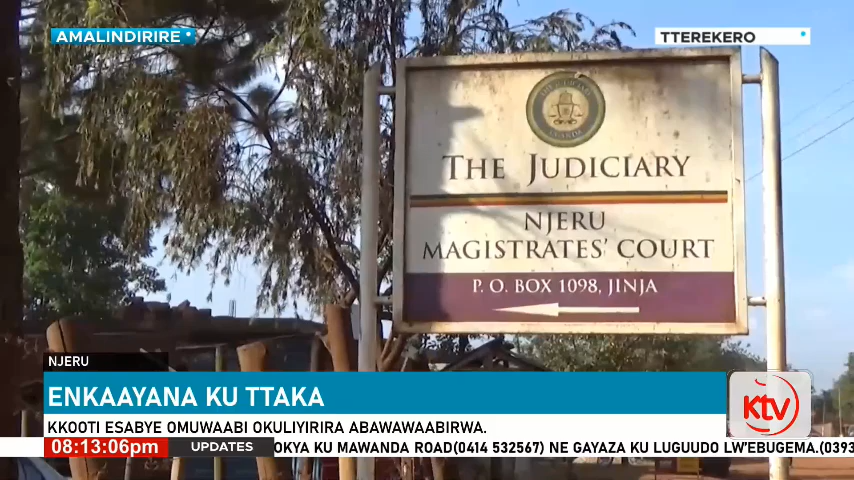 AMALINDIRIRE
TTEREKERO
THE JUDICIARY
NJERU
MAGISTRATES' COURT
P. O. BOX 1098, JINJA
NJERU
ENKAAYANA KU TTAKA
KKOOTI ESABYE OMUWAABI OKULIYIRIRA ABAWAWAABIRWA.
KTV
08:13:06pm UPDATES OKYA KU MAWANDA ROAD(0414 532567) NE GAYAZA KU LUGUUDO LW'EBUGEMA.(0393